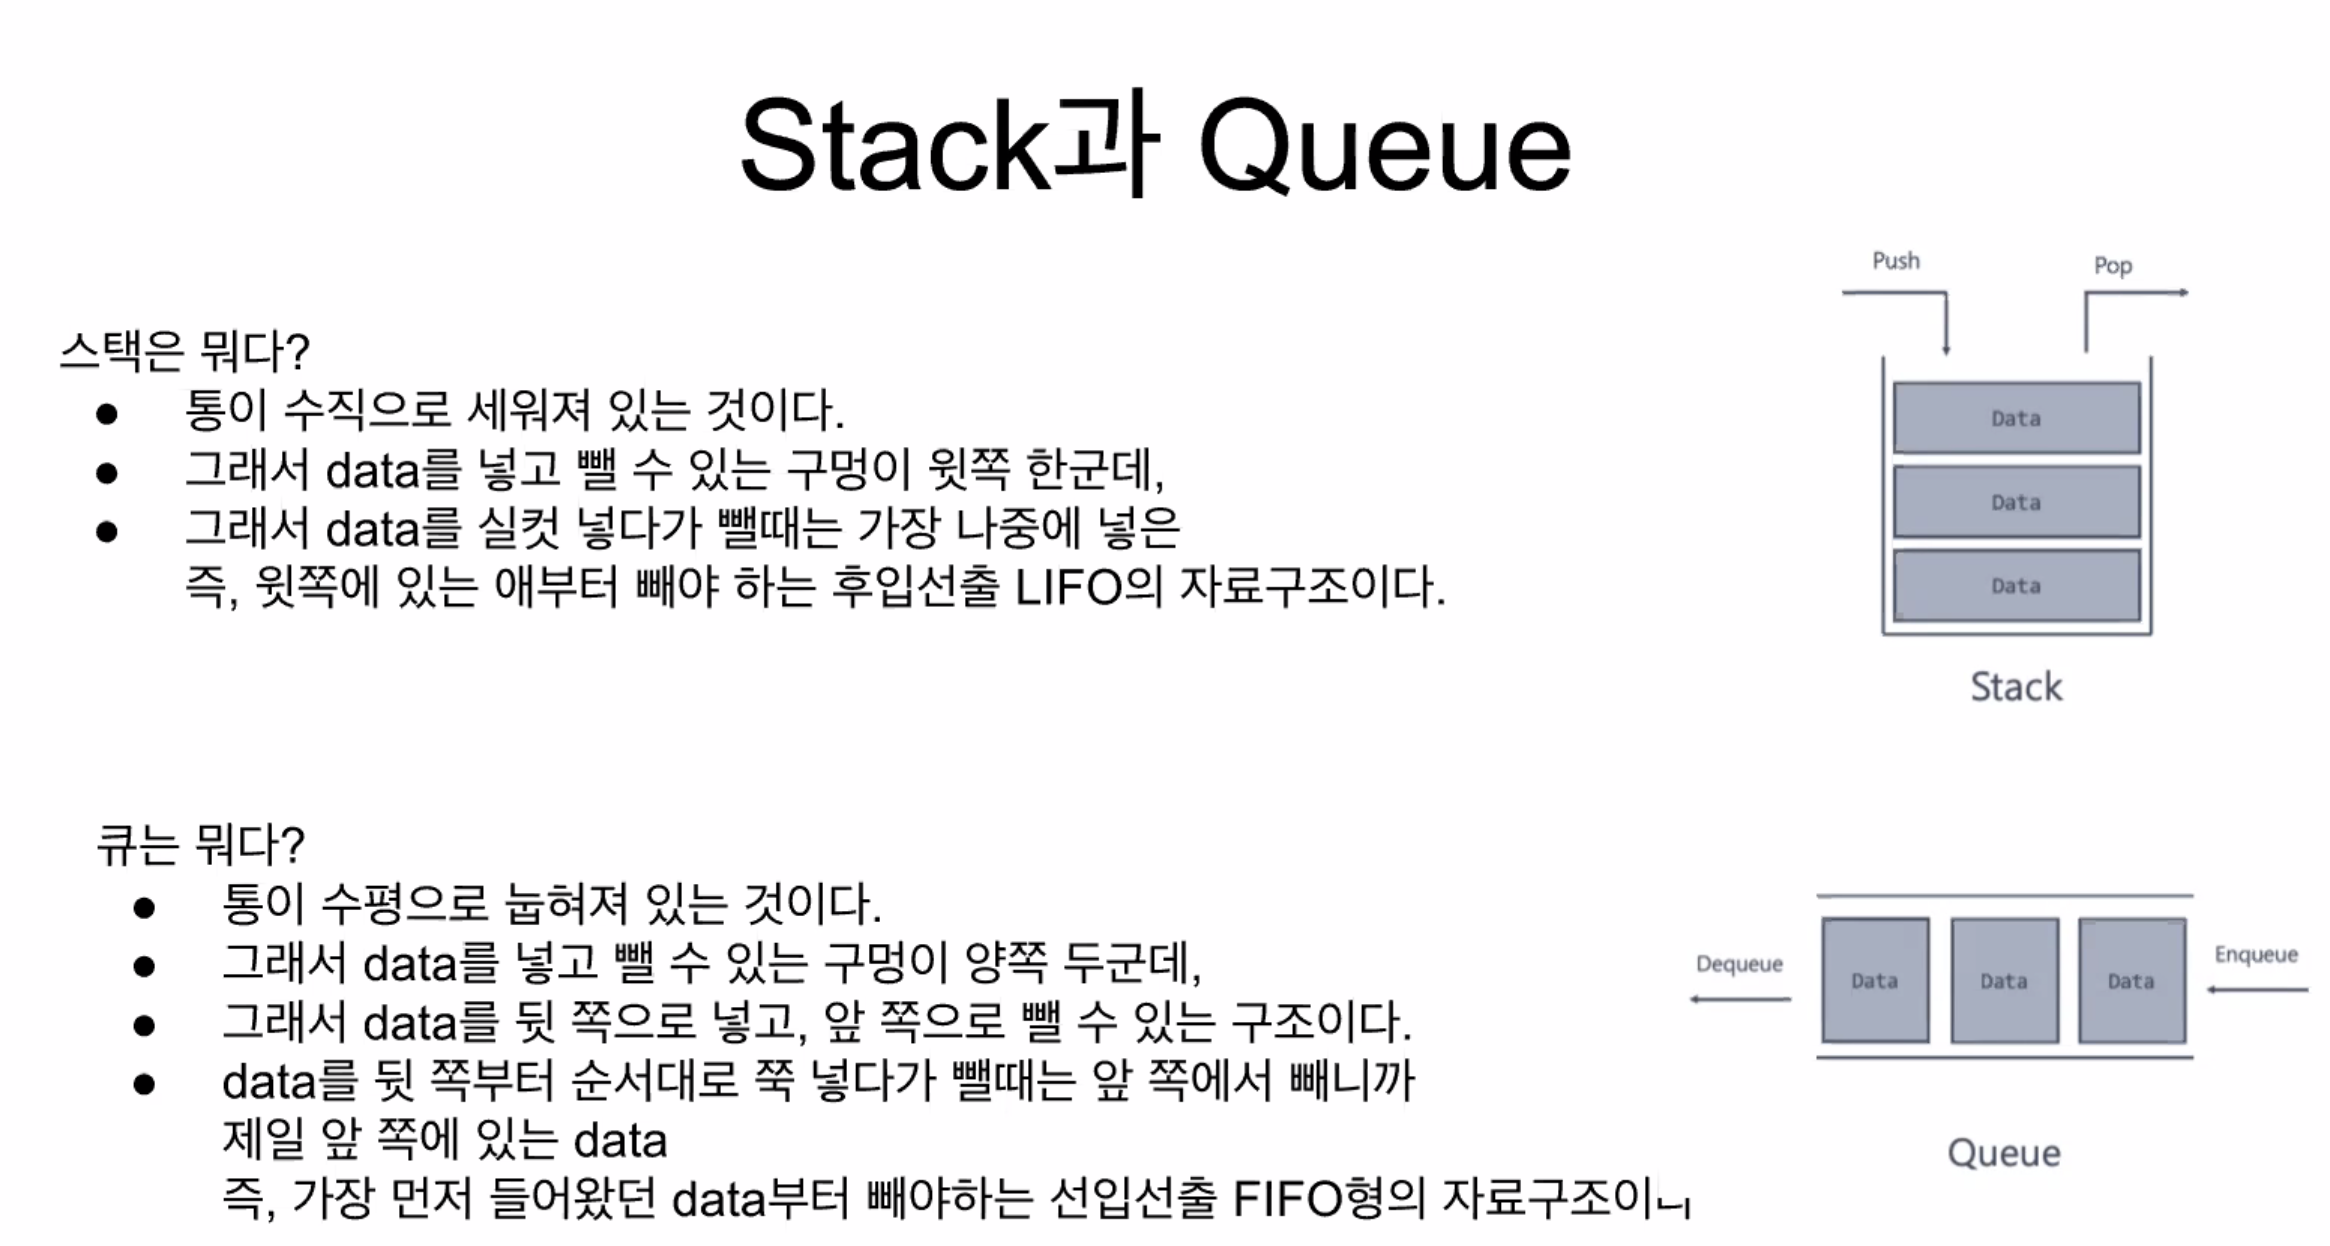 Stack과 Queue
스택은 뭐다?
● 통이 수직으로 세워져 있는 것이다.
● 그래서 data를 넣고 뺄 수 있는 구멍이 윗쪽 한군데,
● 그래서 data를 실컷 넣다가 뺄때는 가장 나중에 넣은
즉, 윗쪽에 있는 애부터 빼야 하는 후입선출 LIFO의 자료구조이다.
Push
Pop
Data
Data
Data
Stack
큐는 뭐다?
● 통이 수평으로 눕혀져 있는 것이다.
● 그래서 data를 넣고 뺄 수 있는 구멍이 양쪽 두군데,
● 그래서 data를 뒷 쪽으로 넣고, 앞 쪽으로 뺄 수 있는 구조이다.
● data를 뒷 쪽부터 순서대로 쭉 넣다가 뺄때는 앞 쪽에서 빼니까
제일 앞 쪽에 있는 data
즉, 가장 먼저 들어왔던 data부터 빼야하는 선입선출 FIFO형의
Dequeue
Data
Data
Data
Enqueue
Queue